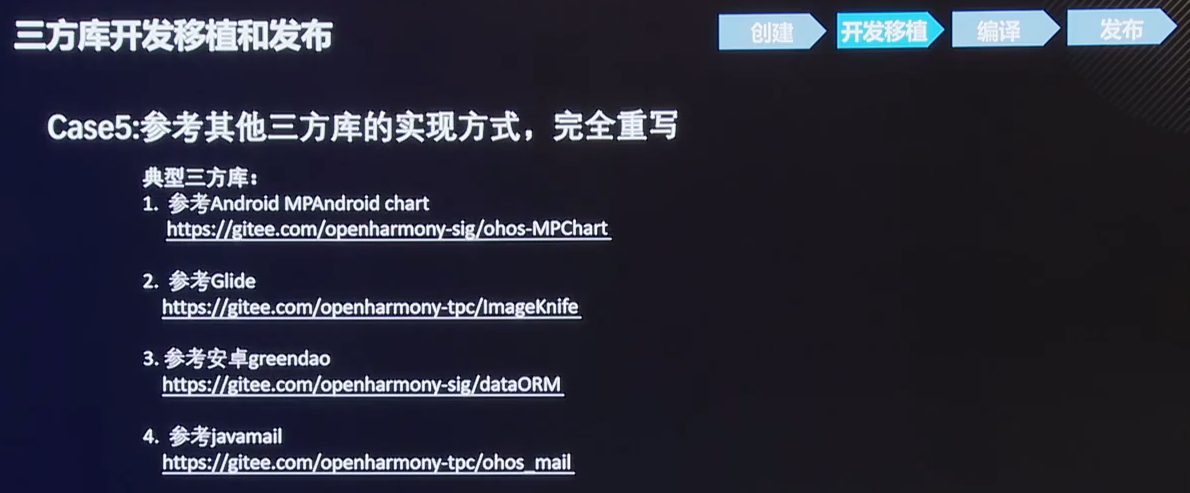 三方库开发移植和发布
创建
开发移植
编译
发布
Case5:参考其他三方库的实现方式，完全重写
典型三方库：
1. 参考Android MPAndroid chart
https://gitee.com/openharmony-sig/ohos-MPChart
2. 参考Glide
https://gitee.com/openharmony-tpc/ImageKnife
3. 参考安卓greendao
https://gitee.com/openharmony-sig/dataORM
4. 参考javamail
https://gitee.com/openharmony-tpc/ohos_mail